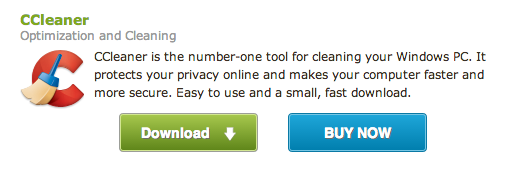 CCleaner
Optimization and Cleaning
CCleaner is the number-one tool for cleaning your Windows PC. It
protects your privacy online and makes your computer faster and
more secure. Easy to use and a small, fast download.
Download
BUY NOW